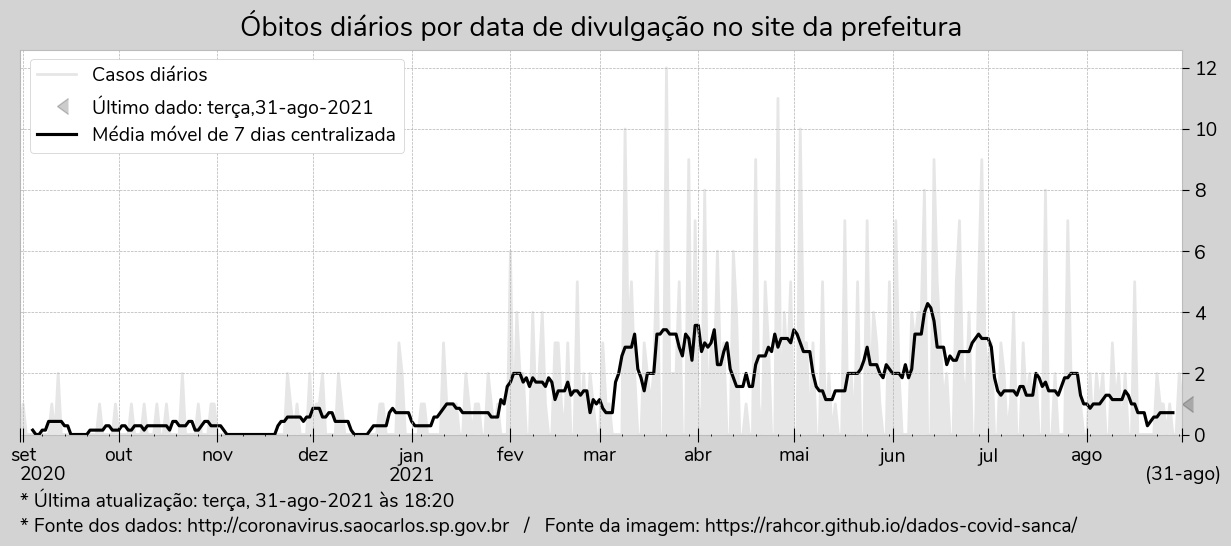 Óbitos diários por data de divulgação no site da prefeitura
Casos diários
Último dado: terça,31-ago-2021
Média móvel de 7 dias centralizada
12
10
8
6
4
2
0
set out nov dez jan fev mar abr mai jun jul ago
2020 2021 (31-ago)
* Última atualização: terça, 31-ago-2021 às 18:20
* Fonte dos dados: http://coronavirus.saocarlos.sp.gov.br / Fonte da imagem: https://rahcor.github.io/dados-covid-sanca/